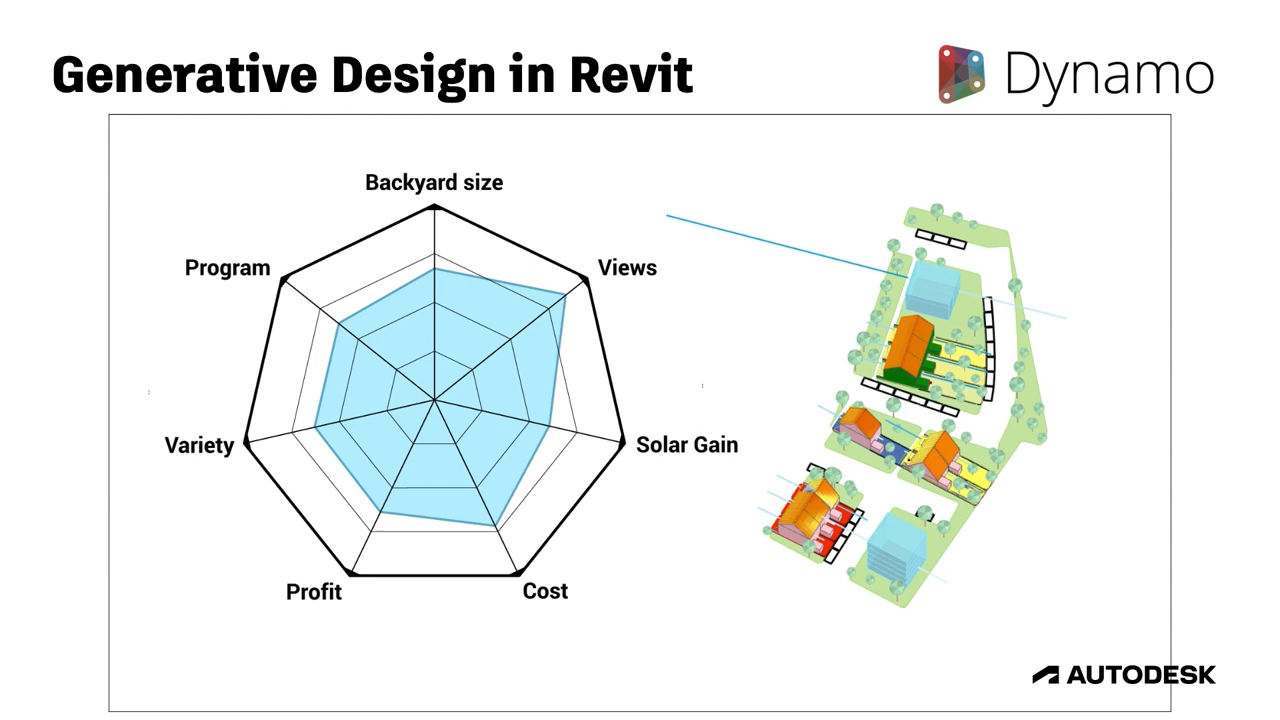 Generative Design in Revit
Dynamo
Backyard size
Program
Views
Variety
Solar Gain
Profit
Cost
AUTODESK